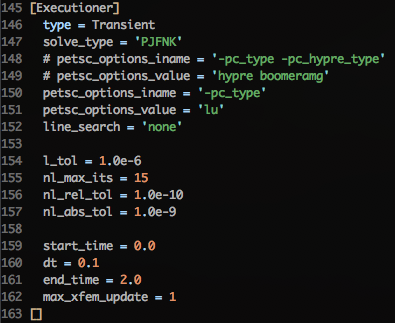 145 [Executioner]
146   type = Transient
147   solve_type = 'PJFNK'
148   # petsc_options_iname = '-pc_type -pc_hypre_type'
149   # petsc_options_value = 'hypre boomeramg'
150   petsc_options_iname = '-pc_type'
151   petsc_options_value = 'lu'
152   line_search = 'none'
153
154   l_tol = 1.0e-6
155   nl_max_its = 15
156   nl_rel_tol = 1.0e-10
157   nl_abs_tol = 1.0e-9
158
159   start_time = 0.0
160   dt = 0.1
161   end_time = 2.0
162   max_xfem_update = 1
163 []